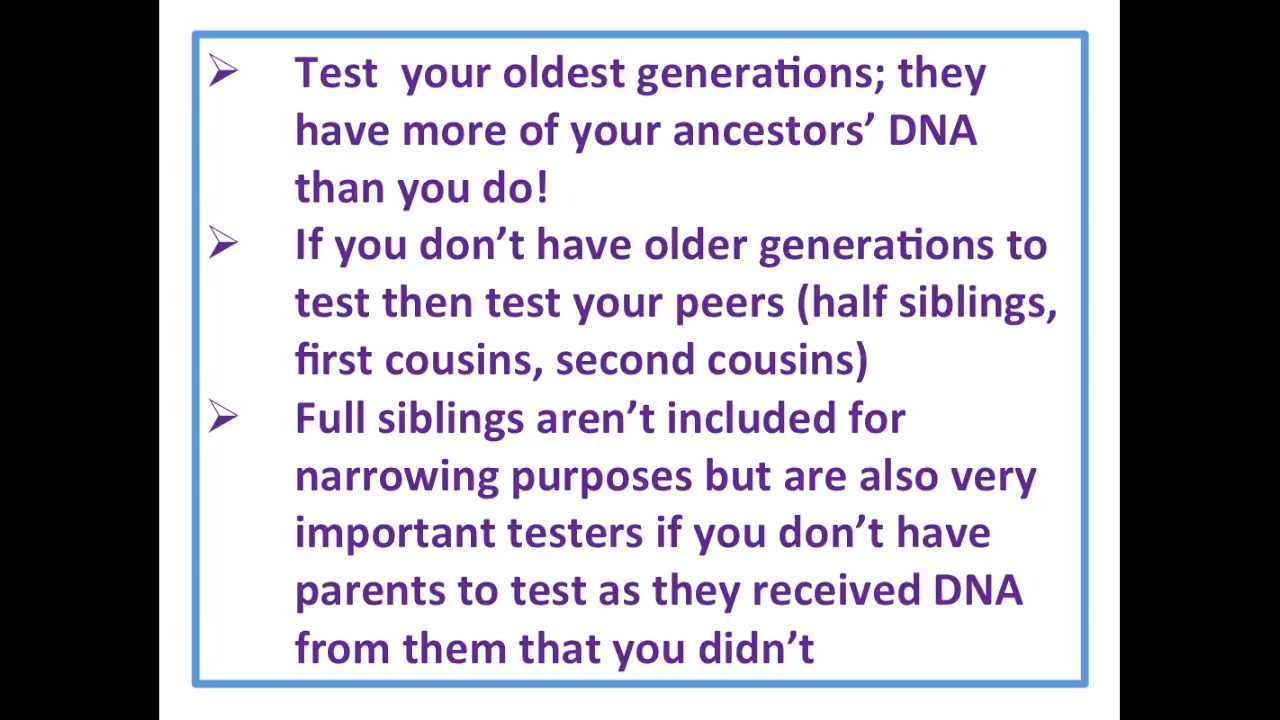 ➢ Test  your oldest generations; they
have more of your ancestors’ DNA
than you do!
➢ If you don’t have older generations to
test then test your peers (half siblings,
first cousins, second cousins)
➢ Full siblings aren’t included for
narrowing purposes but are also very
important testers if you don’t have
parents to test as they received DNA
from them that you didn’t